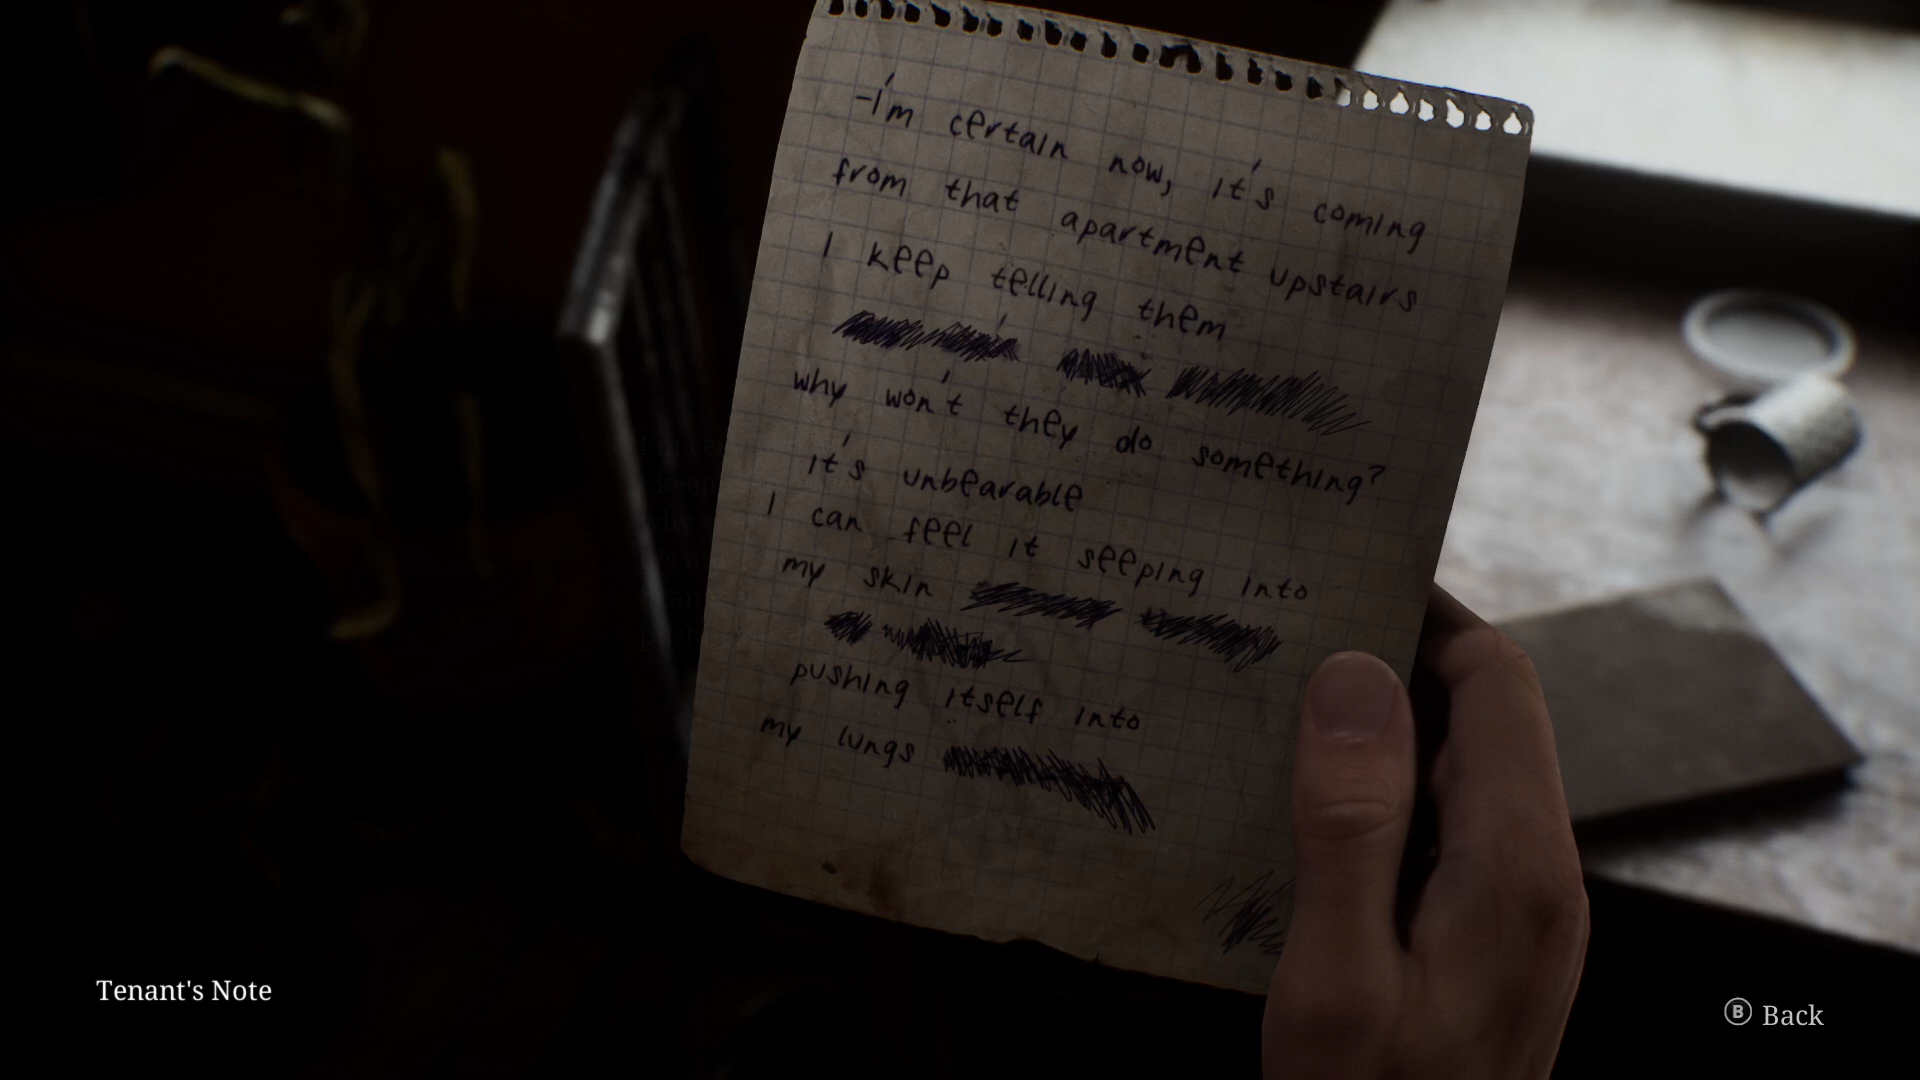 -I'm certain now, it's coming
from that apartment upstairs
I keep telling them
why won't they do something?
it's unbearable
I can feel it seeping into
my skin
pushing itself into
my lungs
Tenant's Note
B Back